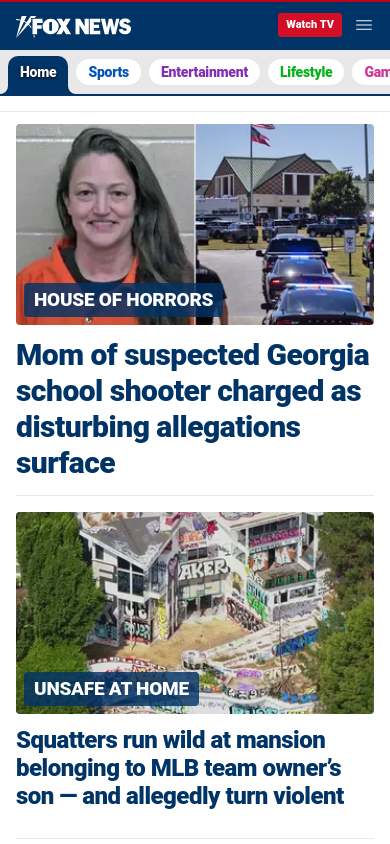 FOX NEWS
Watch TV
Home
Sports
Entertainment
Lifestyle
HOUSE OF HORRORS
Mom of suspected Georgia
school shooter charged as
disturbing allegations
surface
UNSAFE AT HOME
Squatters run wild at mansion
belonging to MLB team owner’s
son — and allegedly turn violent